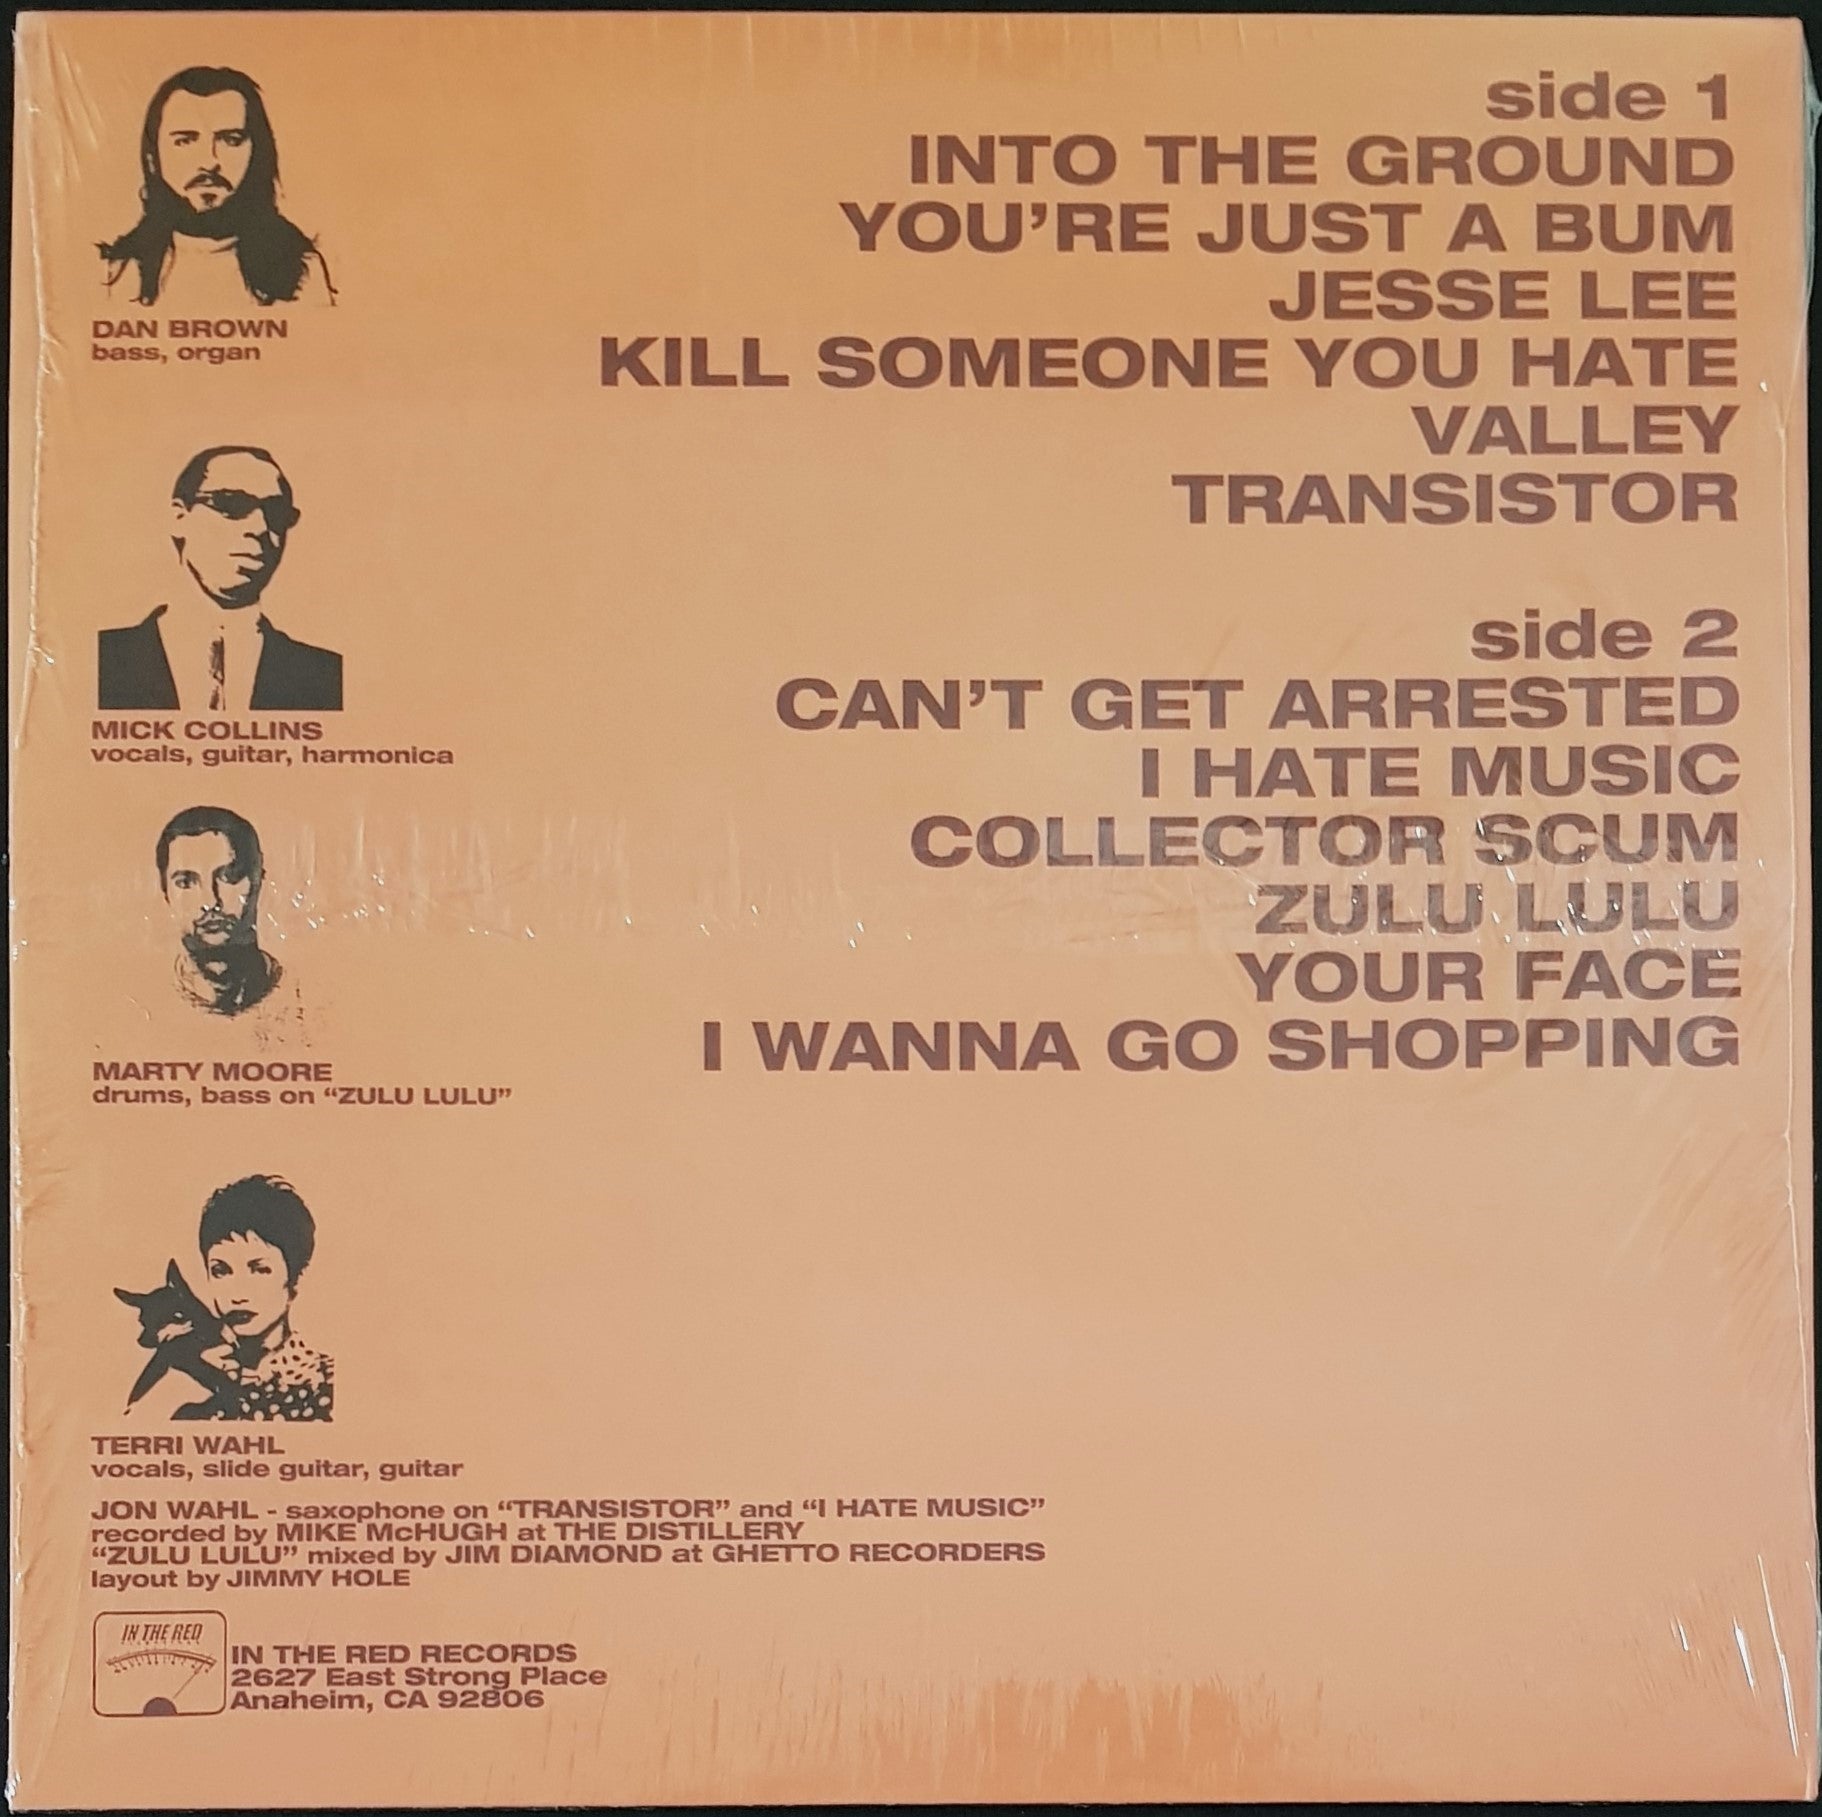 side 1
INTO THE GROUND
YOU’RE JUST A BUM
JESSE LEE
KILL SOMEONE YOU HATE
VALLEY
TRANSISTOR
side 2
CAN’T GET ARRESTED
I HATE MUSIC
COLLECTOR SCUM
ZULU LULU
YOUR FACE
I WANNA GO SHOPPING
DAN BROWN
bass, organ
MICK COLLINS
vocals, guitar, harmonica
MARTY MOORE
drums, bass on “ZULU LULU”
TERRI WAHL
vocals, slide guitar, guitar
JON WAHL - saxophone on “TRANSISTOR” and “I HATE MUSIC”
recorded by MIKE McHUGH at THE DISTILLERY
“ZULU LULU” mixed by JIM DIAMOND at GHETTO RECORDERS
layout by JIMMY HOLE
IN THE RED
IN THE RED RECORDS
2627 East Strong Place
Anaheim, CA 92806